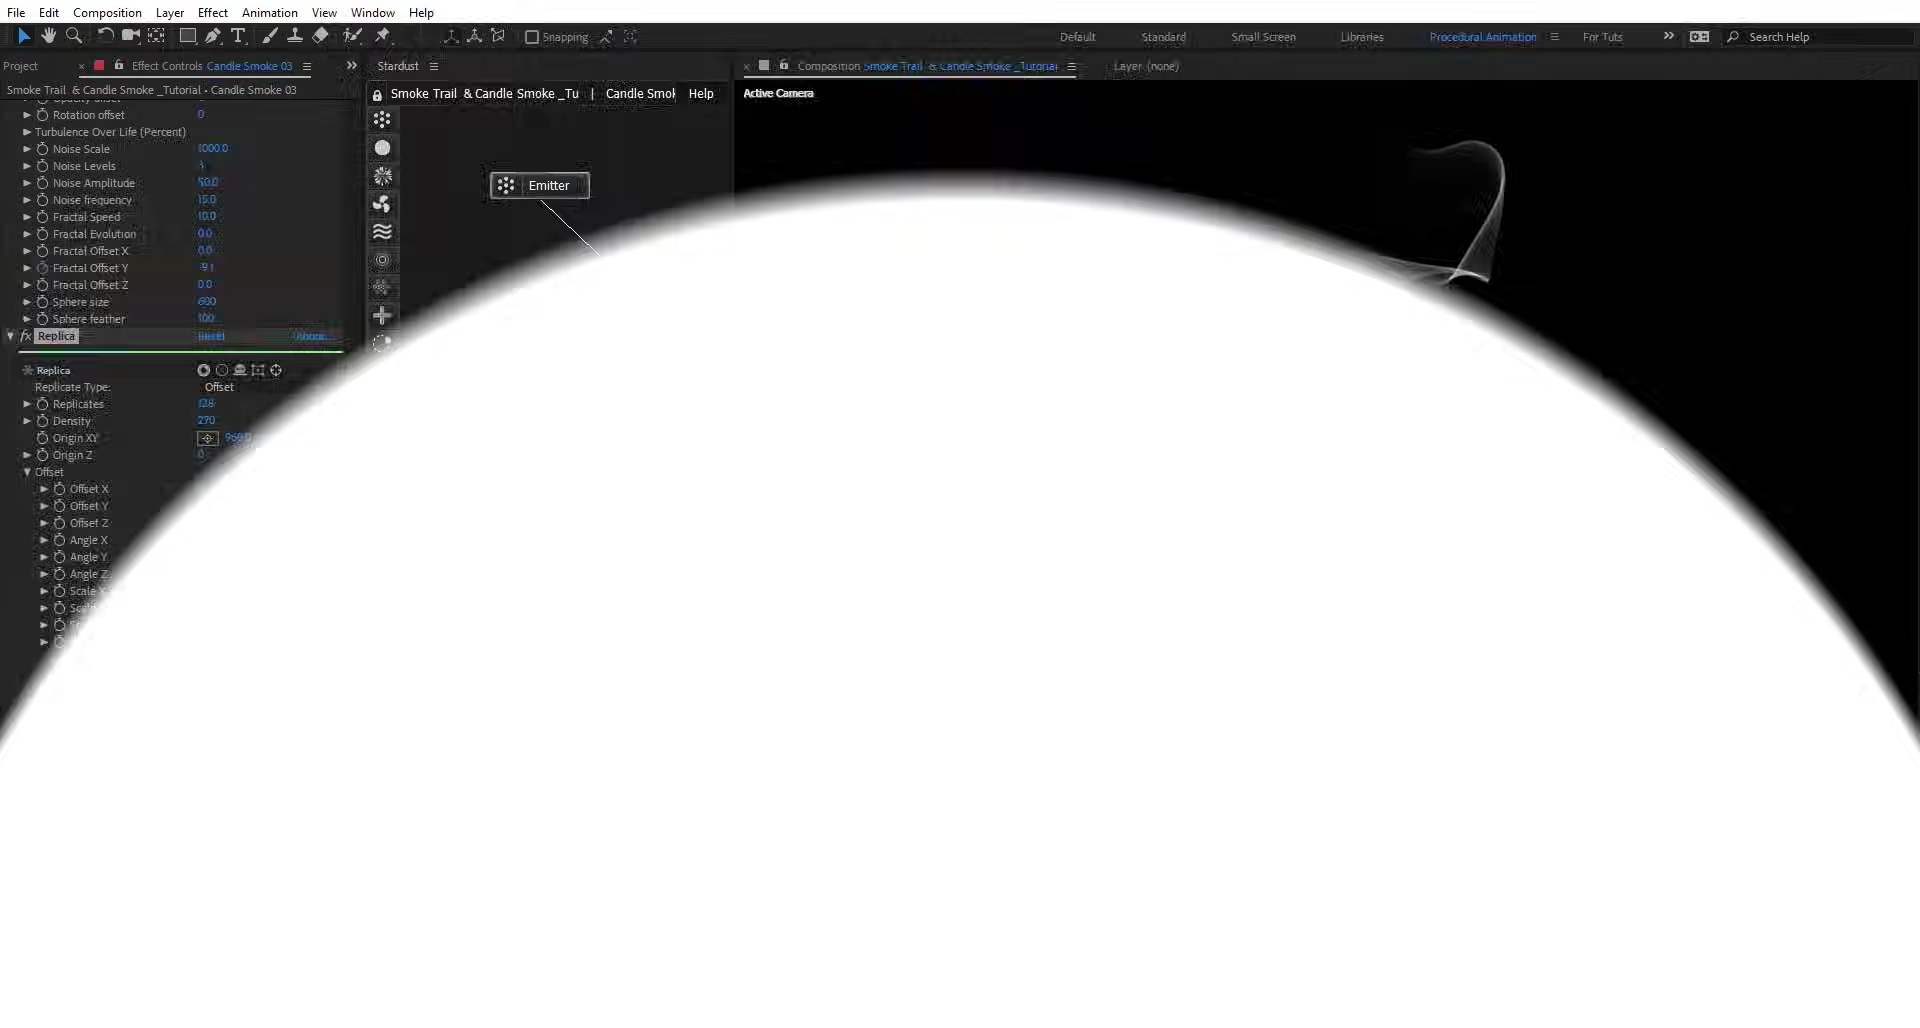 File Edit Composition Layer Effect Animation View Window Help
Snapping Default Standard Small Screen Libraries Procedural Animation For Tuts Search Help
Project Effect Controls Candle Smoke 03 Stardust Composition Smoke Trail & Candle Smoke _Tutorial Layer (none)
Smoke Trail & Candle Smoke _Tutorial • Candle Smoke 03
Smoke Trail & Candle Smoke _Tu | Candle Smol Help
Active Camera
Rotation offset 0
Turbulence Over Life (Percent)
Noise Scale 1000.0
Noise Levels
Noise Amplitude 50.0
Noise frequency 15.0
Fractal Speed 10.0
Fractal Evolution 0.0
Fractal Offset X 0.0
Fractal Offset Y
Fractal Offset Z 0.0
Sphere size 600
Sphere feather 100
Emitter
fx Replica Reset
Replica
Replicate Type: Offset
Replicates 128
Density 270
Origin XY 960.0
Origin Z 0
Offset
Offset X
Offset Y
Offset Z
Angle X
Angle Y
Angle Z
Scale X